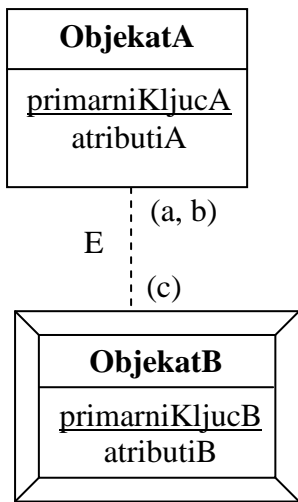 ObjekatA
primarniKljucA
atributiA
(a, b)
E
(c)
ObjekatB
primarniKljucB
atributiB